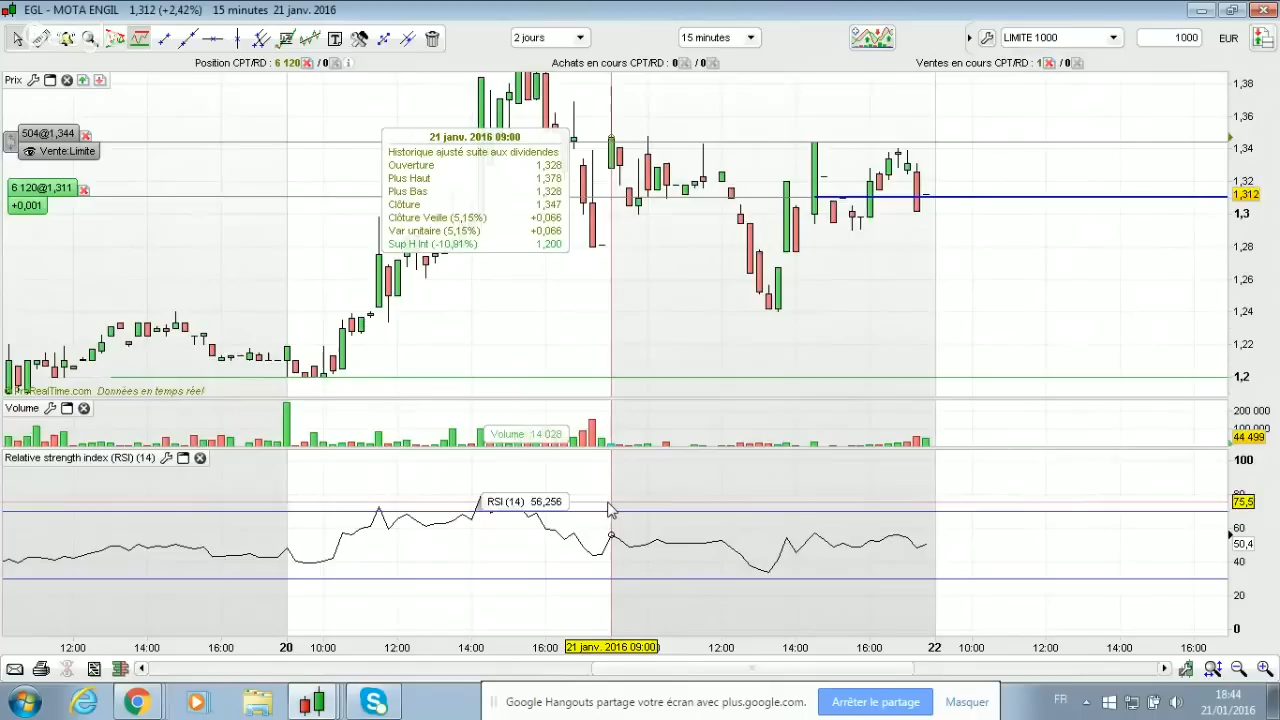 EGL - MOTA ENGIL 1,312 (+2,42%) 15 minutes 21 janv. 2016
2 jours
15 minutes
LIMITE 1000
1000
EUR
Position CPT/RD : 6 120 / 0
Achats en cours CPT/RD : 0 / 0
Ventes en cours CPT/RD : 1 / 0
Prix
504@1,344
Vente:Limite
6 120@1,311
+0,001
21 janv. 2016 09:00
Historique ajusté suite aux dividendes
Ouverture 1,328
Plus Haut 1,378
Plus Bas 1,328
Clôture 1,347
Clôture Veille (5,15%) +0,066
Var unitaire (5,15%) +0,066
Sup H Int (-10,91%) 1,200
1,38
1,36
1,34
1,32
1,312
1,3
1,28
1,26
1,24
1,22
1,2
© ProRealTime.com Données en temps réel
Volume
Volume 14 028
200 000
100 000
44 499
Relative strength index (RSI) (14)
RSI (14) 56,256
100
75,5
60
50,4
40
20
0
12:00 14:00 16:00 20 10:00 12:00 14:00 16:00 21 janv. 2016 09:00 12:00 14:00 16:00 22 10:00 12:00 14:00 16:00
Google Hangouts partage votre écran avec plus.google.com.
Arrêter le partage
Masquer
FR
18:44
21/01/2016